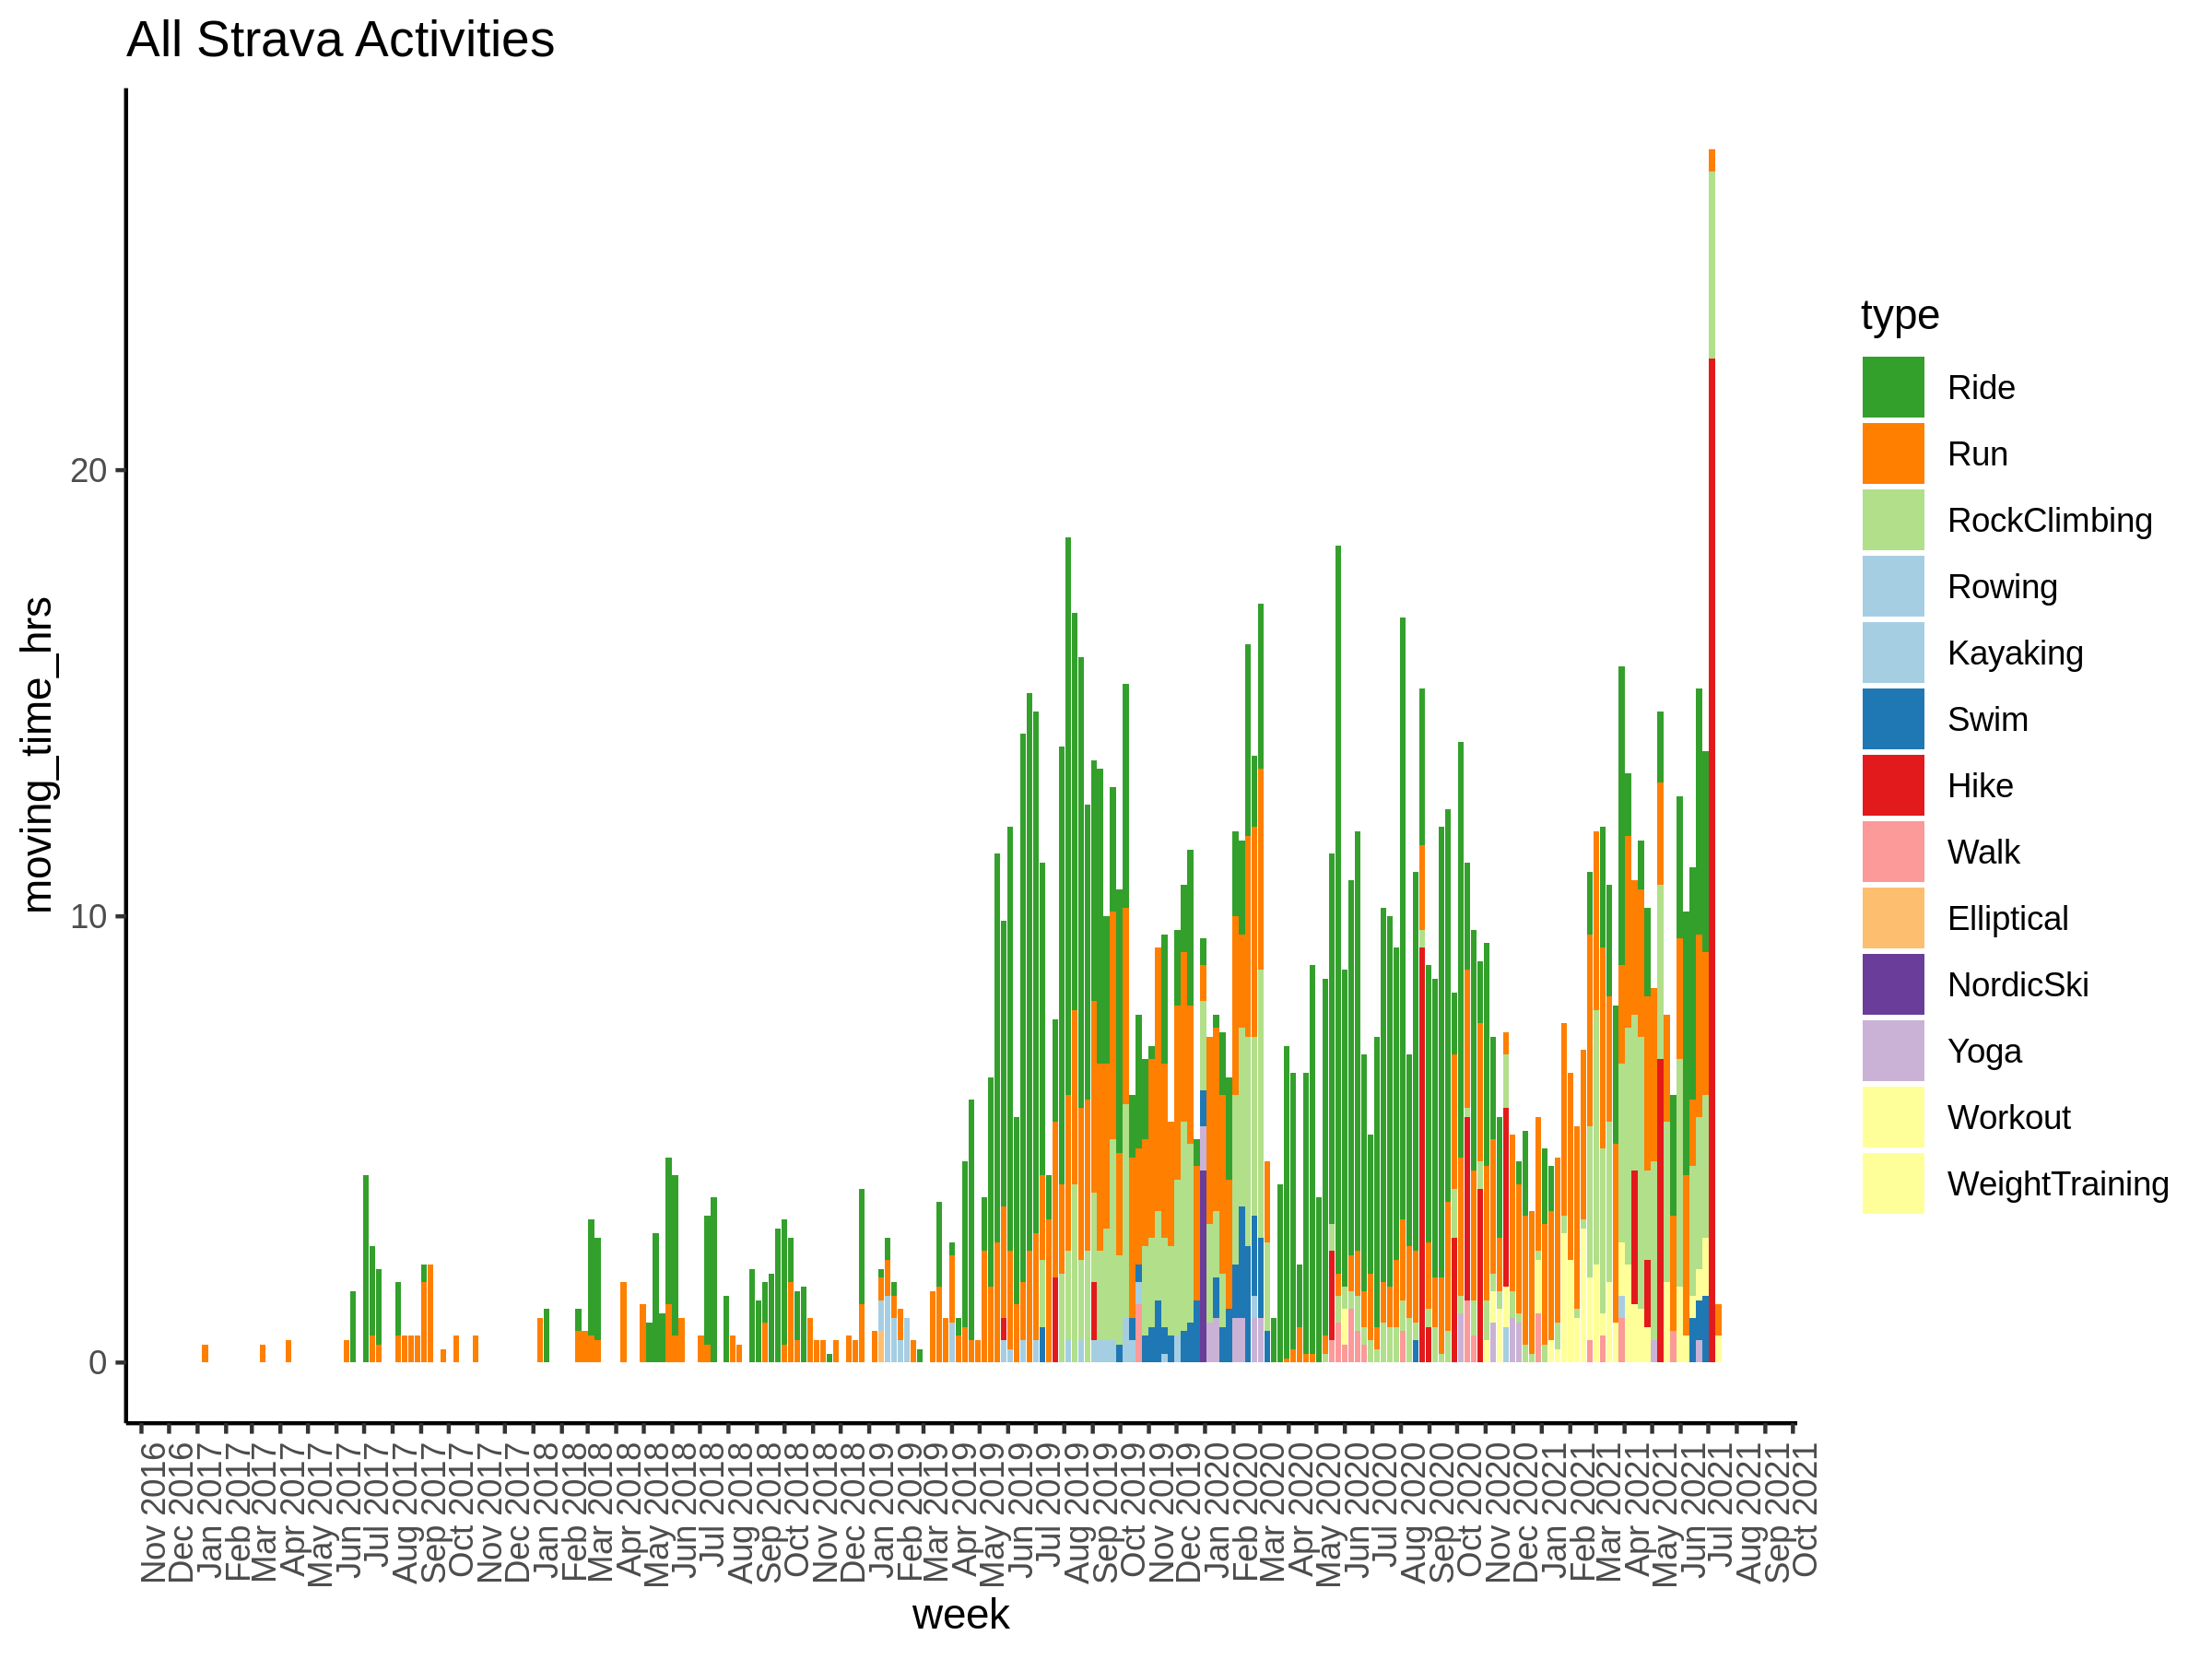 All Strava Activities
moving_time_hrs
20
10
0
Nov 2016
Dec 2016
Jan 2017
Feb 2017
Mar 2017
Apr 2017
May 2017
Jun 2017
Jul 2017
Aug 2017
Sep 2017
Oct 2017
Nov 2017
Dec 2017
Jan 2018
Feb 2018
Mar 2018
Apr 2018
May 2018
Jun 2018
Jul 2018
Aug 2018
Sep 2018
Oct 2018
Nov 2018
Dec 2018
Jan 2019
Feb 2019
Mar 2019
Apr 2019
May 2019
Jun 2019
Jul 2019
Aug 2019
Sep 2019
Oct 2019
Nov 2019
Dec 2019
Jan 2020
Feb 2020
Mar 2020
Apr 2020
May 2020
Jun 2020
Jul 2020
Aug 2020
Sep 2020
Oct 2020
Nov 2020
Dec 2020
Jan 2021
Feb 2021
Mar 2021
Apr 2021
May 2021
Jun 2021
Jul 2021
Aug 2021
Sep 2021
Oct 2021
week
type
Ride
Run
RockClimbing
Rowing
Kayaking
Swim
Hike
Walk
Elliptical
NordicSki
Yoga
Workout
WeightTraining